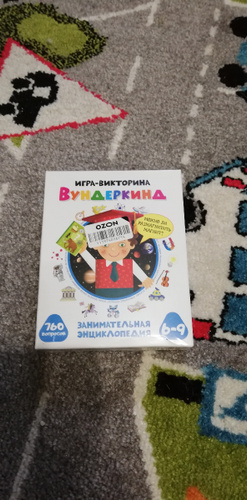 ИГРА-ВИКТОРИНА
ВУНДЕРКИНД
OZON
760
вопросов
ЗАНИМАТЕЛЬНАЯ
ЭНЦИКЛОПЕДИЯ
6-9